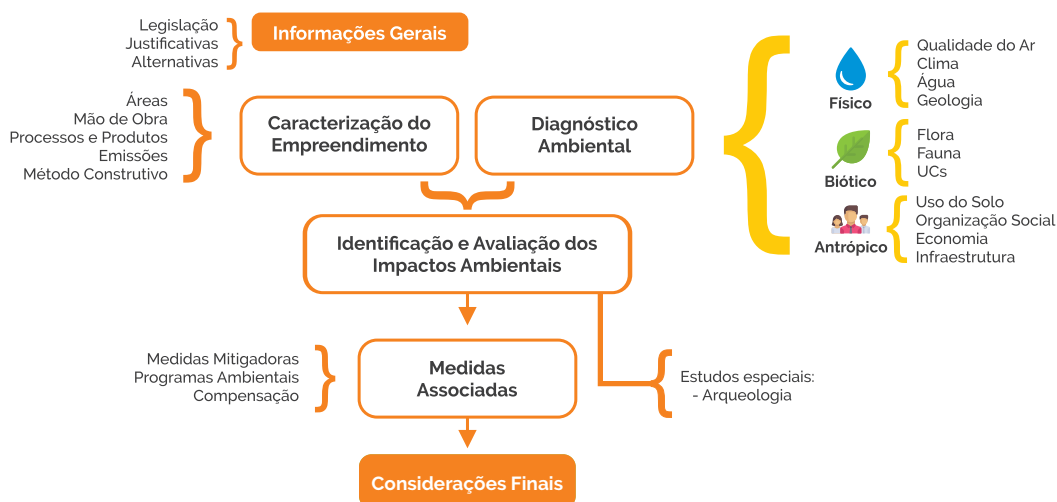 Legislação
Justificativas
Alternativas
Informações Gerais
Áreas
Mão de Obra
Processos e Produtos
Emissões
Método Construtivo
Caracterização do
Empreendimento
Diagnóstico
Ambiental
Físico
Qualidade do Ar
Clima
Água
Geologia
Biótico
Flora
Fauna
UCs
Antrópico
Uso do Solo
Organização Social
Economia
Infraestrutura
Identificação e Avaliação dos
Impactos Ambientais
Medidas Mitigadoras
Programas Ambientais
Compensação
Medidas
Associadas
Estudos especiais:
- Arqueologia
Considerações Finais